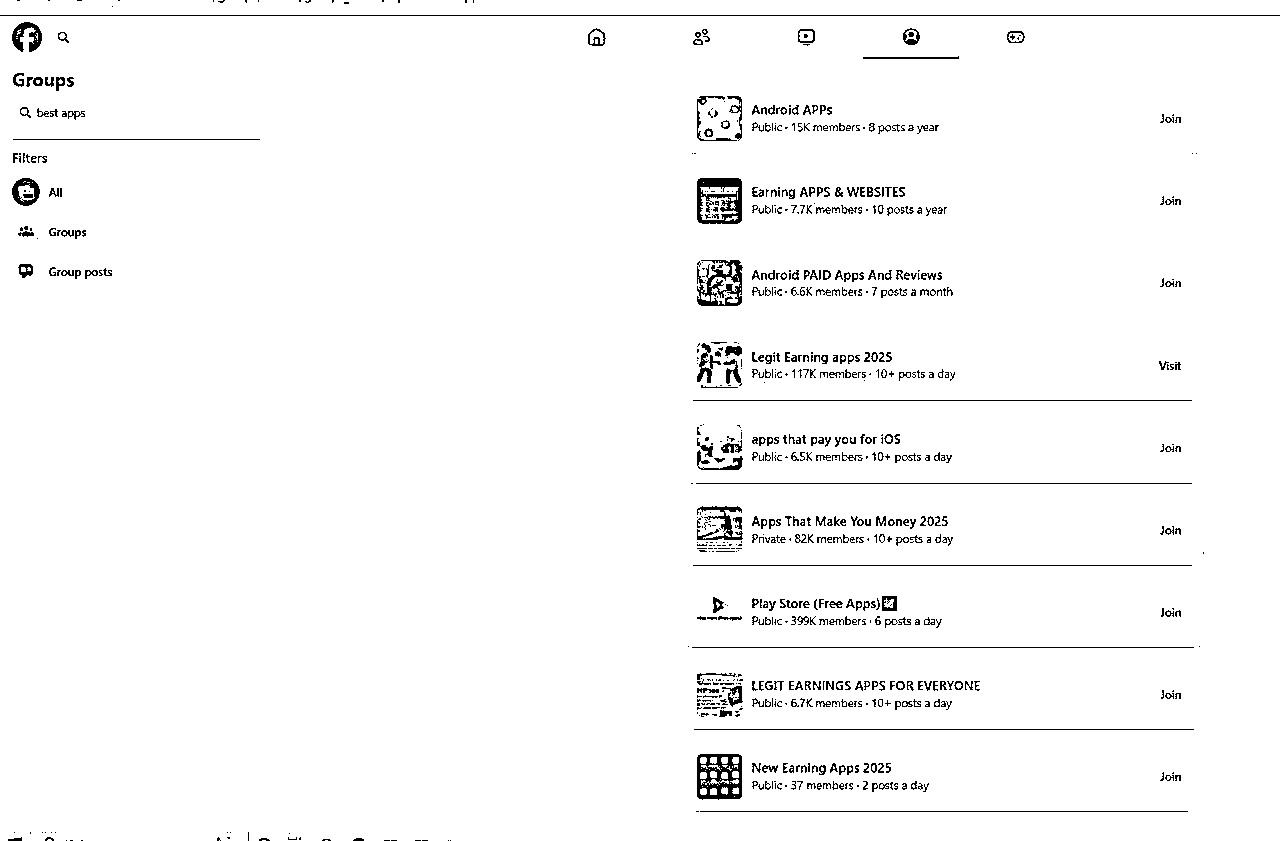 Groups
best apps
Filters
All
Groups
Group posts
Android APPs
Public · 15K members · 8 posts a year
Join
Earning APPS & WEBSITES
Public · 7.7K members · 10 posts a year
Join
Android PAID Apps And Reviews
Public · 6.6K members · 7 posts a month
Join
Legit Earning apps 2025
Public · 117K members · 10+ posts a day
Visit
apps that pay you for iOS
Public · 6.5K members · 10+ posts a day
Join
Apps That Make You Money 2025
Private · 82K members · 10+ posts a day
Join
Play Store (Free Apps)
Public · 399K members · 6 posts a day
Join
LEGIT EARNINGS APPS FOR EVERYONE
Public · 6.7K members · 10+ posts a day
Join
New Earning Apps 2025
Public · 37 members · 2 posts a day
Join